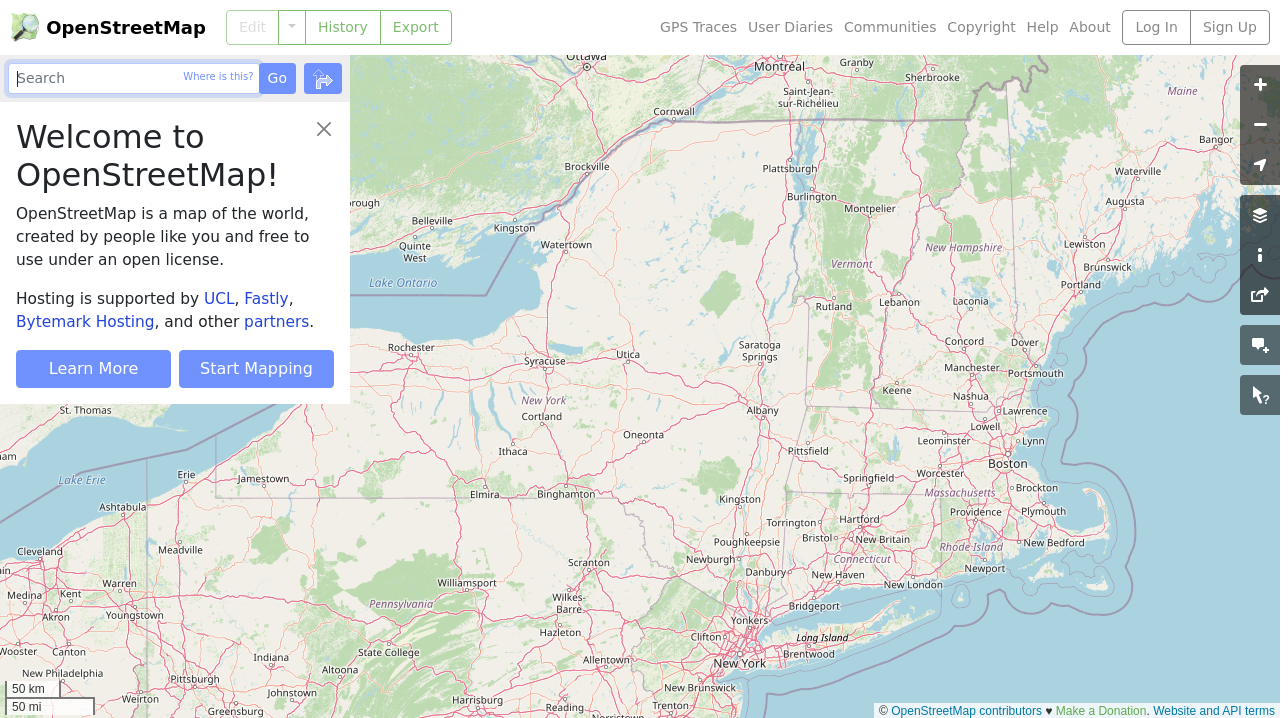 OpenStreetMap
Edit
History
Export
GPS Traces
User Diaries
Communities
Copyright
Help
About
Log In
Sign Up
Search
Where is this?
Go
Welcome to
OpenStreetMap!
OpenStreetMap is a map of the world,
created by people like you and free to
use under an open license.
Hosting is supported by UCL, Fastly,
Bytemark Hosting, and other partners.
Learn More
Start Mapping
Ottawa
Montréal
Granby
Sherbrooke
Saint-Jean-
sur-Richelieu
Maine
Cornwall
Bangor
Brockville
Plattsburgh
Waterville
Burlington
Montpelier
Augusta
orough
Belleville
Kingston
Quinte
West
Watertown
New Hampshire
Lewiston
Vermont
Brunswick
Lake Ontario
Portland
Rutland
Lebanon
Laconia
Rochester
Syracuse
Utica
Saratoga
Springs
Concord
Dover
Manchester
Portsmouth
Keene
Nashua
New York
St. Thomas
Cortland
Albany
Lawrence
Lowell
Oneonta
Leominster
Lynn
Ithaca
Pittsfield
ham
Boston
Erie
Lake Erie
Jamestown
Springfield
Worcester
Elmira
Binghamton
Kingston
Massachusetts
Brockton
Ashtabula
Torrington
Hartford
Providence
Plymouth
Poughkeepsie
Bristol
New Britain
New Bedford
Cleveland
Meadville
Rhode Island
Newburgh
Connecticut
Scranton
Danbury
New Haven
Newport
ain
Warren
Williamsport
New London
Medina
Kent
Youngstown
Wilkes-
Barre
Pennsylvania
Bridgeport
Akron
Yonkers
Hazleton
Clifton
Long Island
Wooster
Canton
State College
Brentwood
Indiana
Allentown
New York
New Philadelphia
Altoona
Pittsburgh
New Brunswick
50 km
Johnstown
Weirton
Harrisburg
Reading
Trenton
50 mi
Greensburg
Norristown
© OpenStreetMap contributors ♥ Make a Donation. Website and API terms